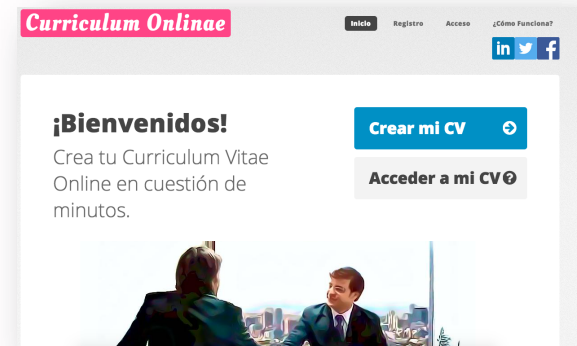 Curriculum Onlinae
Inicio Registro Acceso ¿Cómo Funciona?
in f
¡Bienvenidos!
Crea tu Curriculum Vitae
Online en cuestión de
minutos.
Crear mi CV
Acceder a mi CV ?